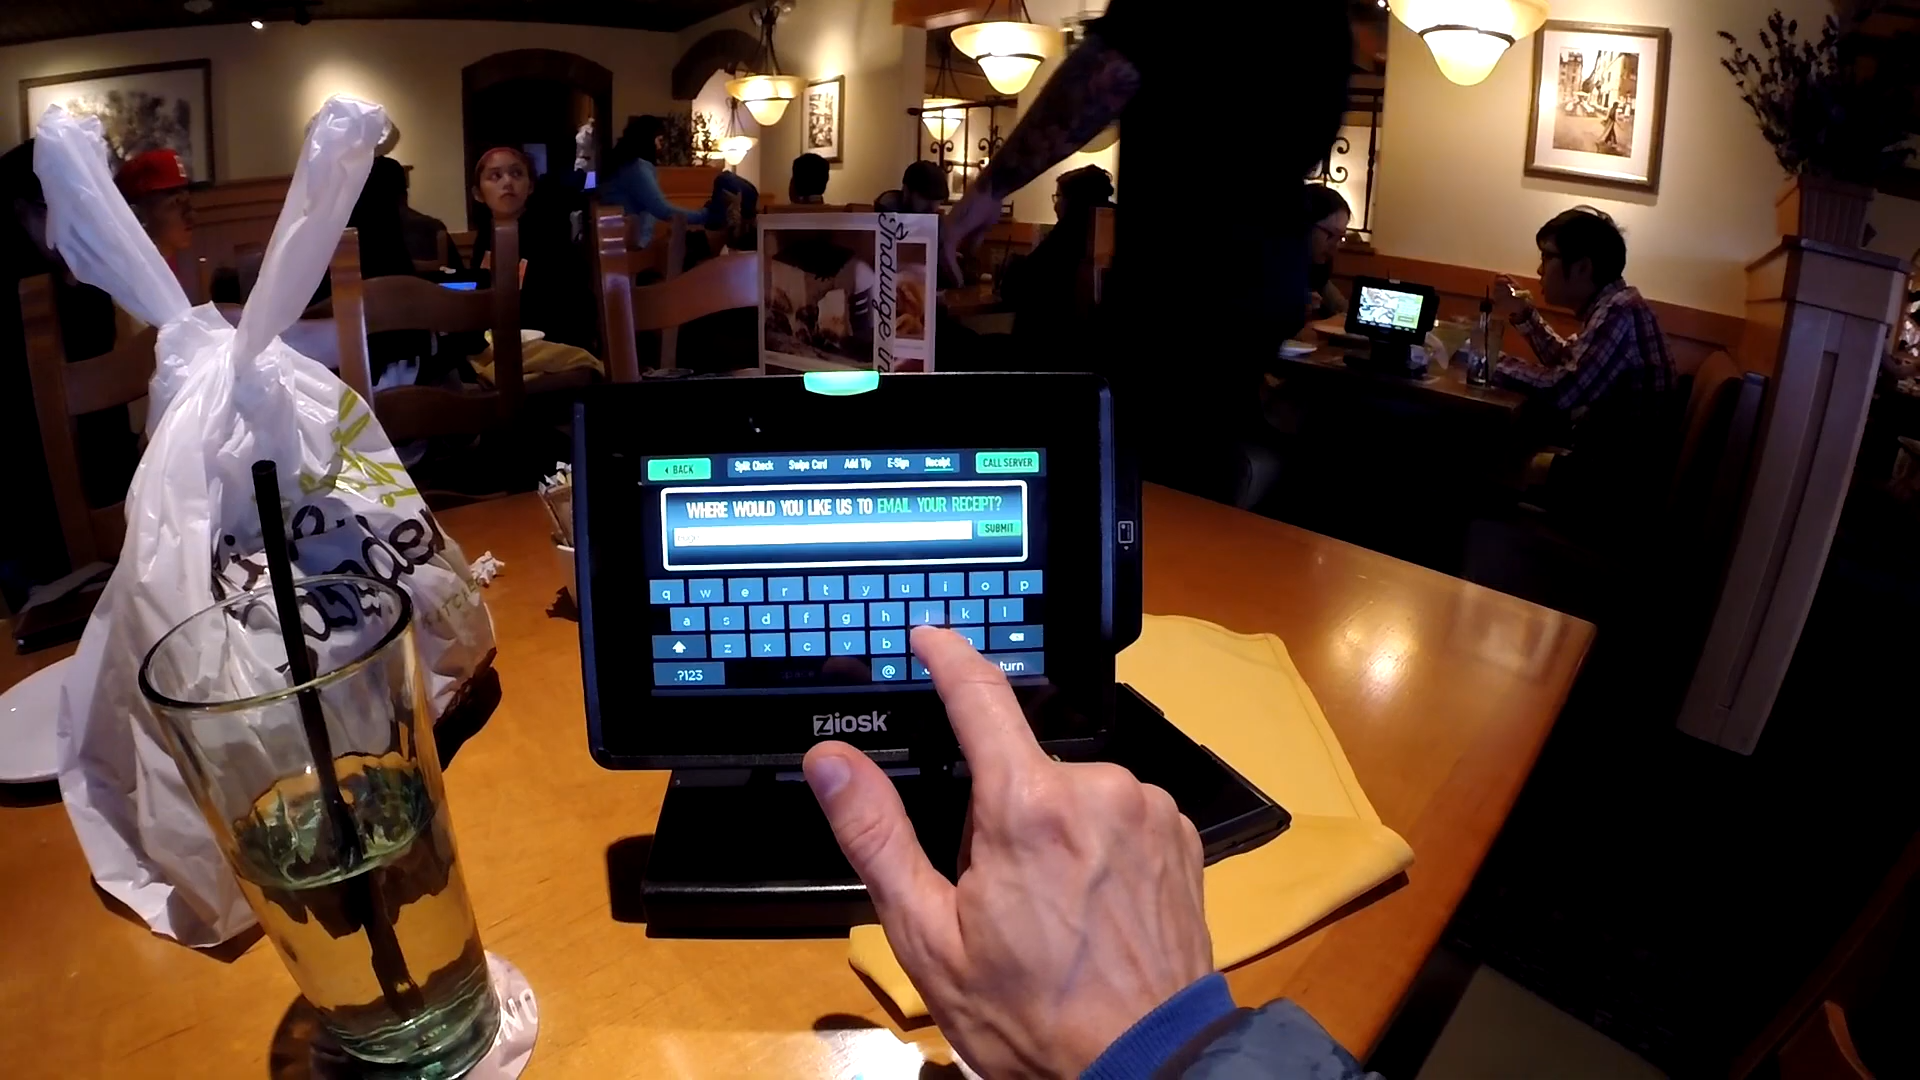 Indulge in
BACK
Split Check
Swipe Card
Add Tip
E-Sign
Receipt
CALL SERVER
WHERE WOULD YOU LIKE US TO EMAIL YOUR RECEIPT?
SUBMIT
q w e r t y u i o p
a s d f g h j k l
z x c v b
.?123
@
ziosk